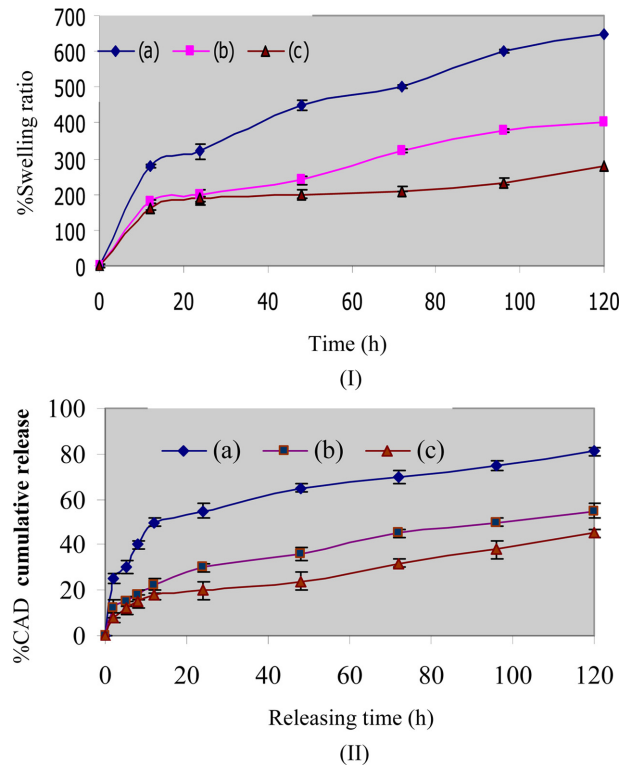 700
600
500
400
300
200
100
0
(a) (b) (c)
%Swelling ratio
0 20 40 60 80 100 120
Time (h)
(I)
100
80
60
40
20
0
(a) (b) (c)
%CAD cumulative release
0 20 40 60 80 100 120
Releasing time (h)
(II)